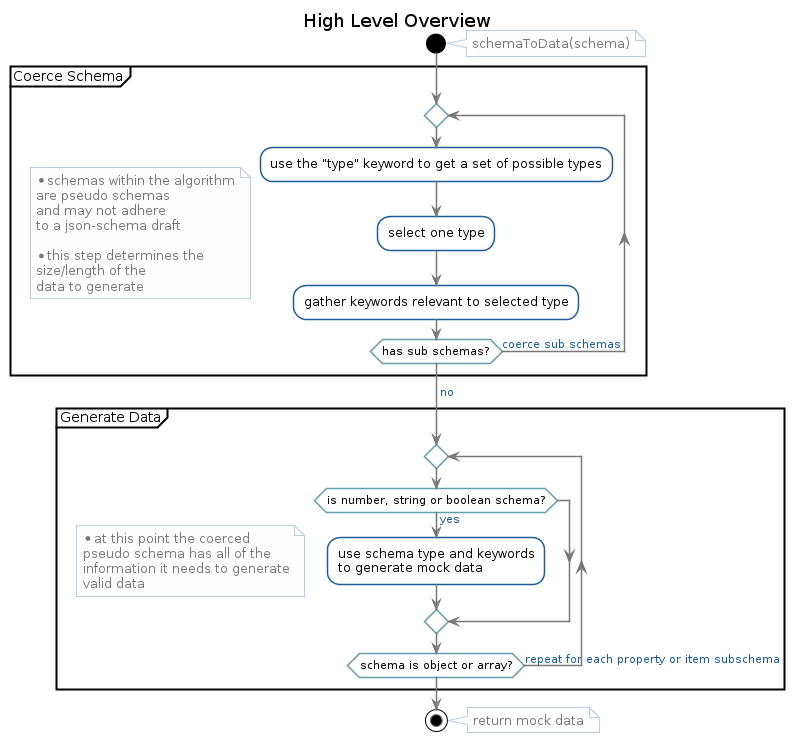 High Level Overview
schemaToData(schema)
Coerce Schema
use the "type" keyword to get a set of possible types
•schemas within the algorithm
are pseudo schemas
and may not adhere
to a json-schema draft
•this step determines the
size/length of the
data to generate
select one type
gather keywords relevant to selected type
has sub schemas?
coerce sub schemas
no
Generate Data
is number, string or boolean schema?
yes
•at this point the coerced
pseudo schema has all of the
information it needs to generate
valid data
use schema type and keywords
to generate mock data
schema is object or array?
repeat for each property or item subschema
return mock data